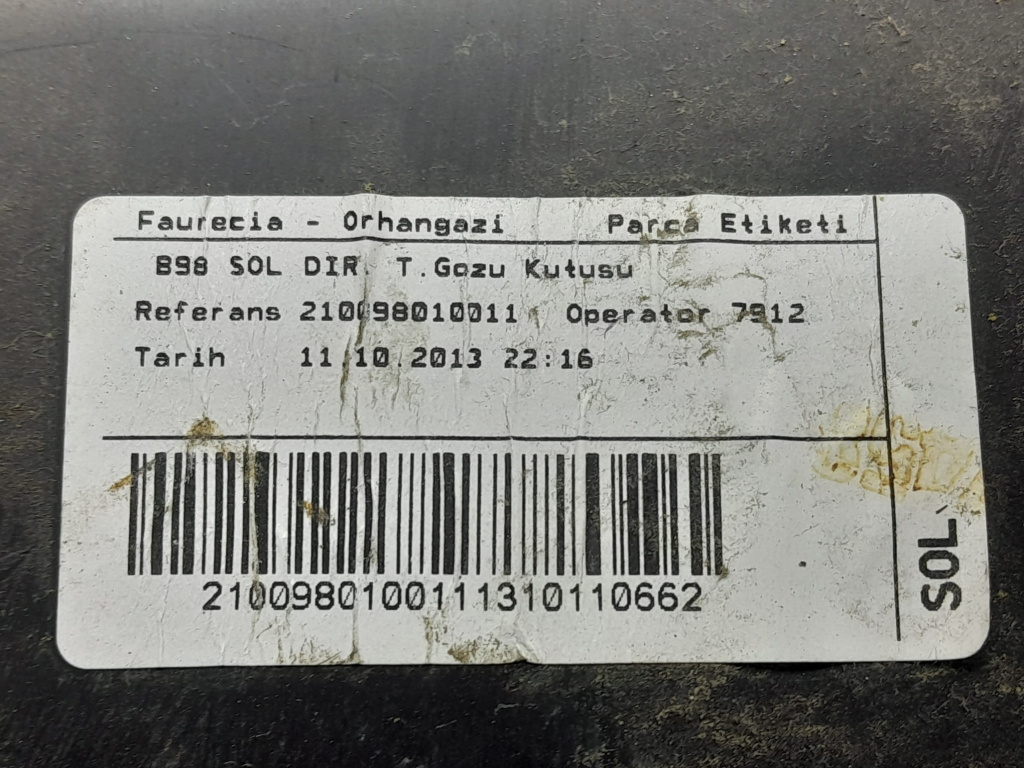 Faurecia - Orhangazi Parca Etiketi
B98 SOL DIR. T.Gozu Kutusu
Referans 210098010011 Operator 7912
Tarih 11.10.2013 22:16
2100980100111310110662
SOL